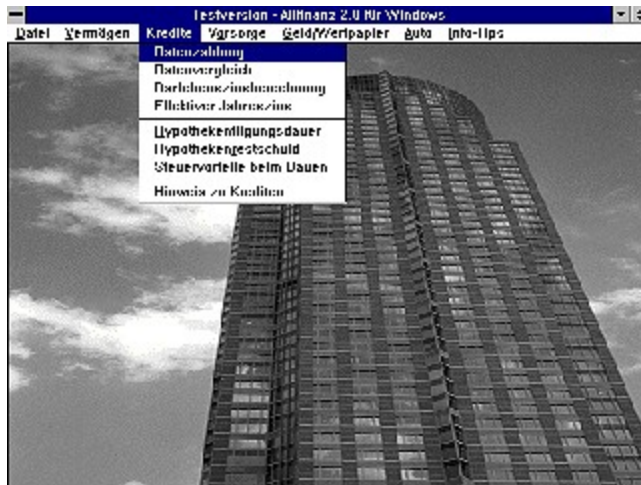 Testversion - Allfinanz 2.0 für Windows
Datei Vermögen Kredite Vorsorge Geld/Wertpapier Auto Info-Tips
Ratenzahlung
Ratenvergleich
Darlehenszinsberechnung
Effektiver Jahreszins
Hypothekentilgungsdauer
Hypothekenrestschuld
Steuervorteile beim Bauen
Hinweis zu Krediten